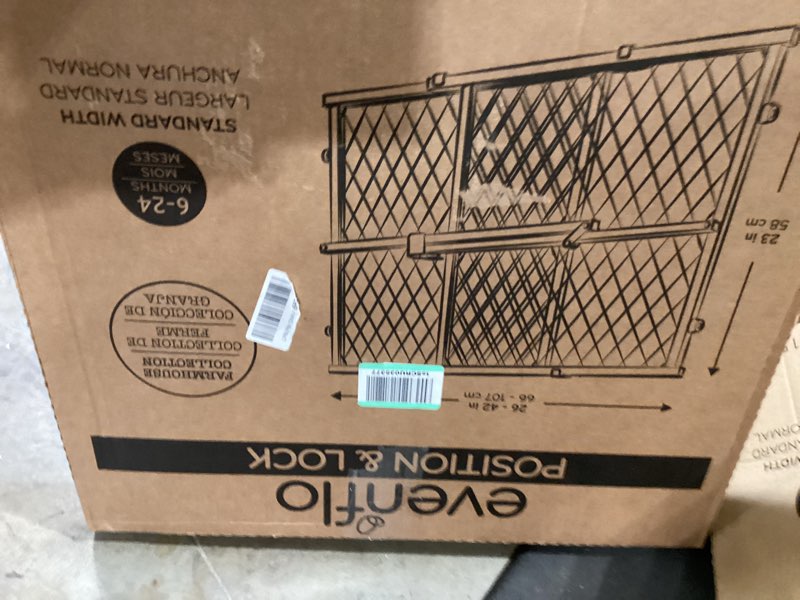 evenflo
POSITION & LOCK
26 - 42 in
66 - 107 cm
1sSCRU035377
FARMHOUSE
COLLECTION
COLLECTION DE
FERME
COLECCIÓN DE
GRANJA
23 in
58 cm
6-24
MONTHS
MOIS
MESES
STANDARD WIDTH
LARGEUR STANDARD
ANCHURA NORMAL